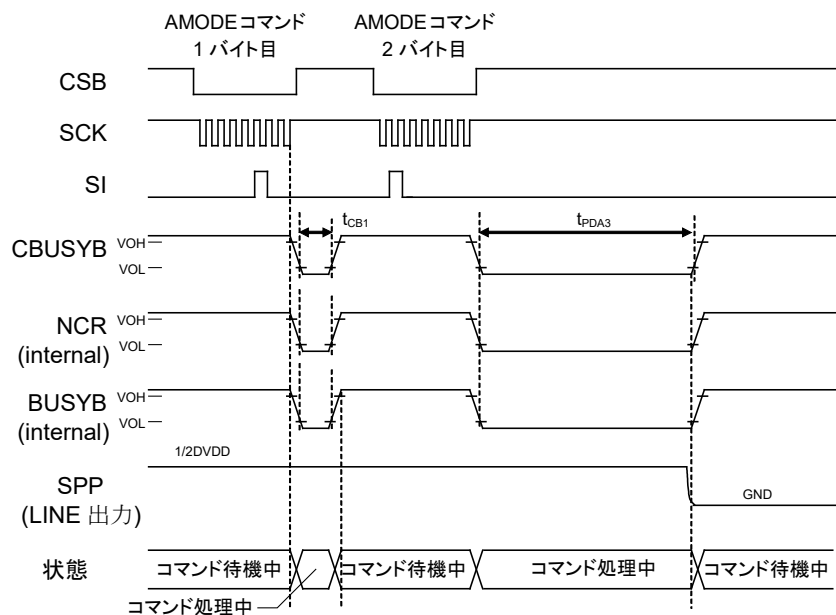 AMODEコマンド
1 バイト目
AMODEコマンド
2 バイト目
CSB
SCK
SI
tCB1
tPDA3
CBUSYB
VOH
VOL
NCR
(internal)
VOH
VOL
BUSYB
(internal)
VOH
VOL
1/2DVDD
SPP
(LINE 出力)
GND
状態
コマンド待機中
コマンド待機中
コマンド処理中
コマンド待機中
コマンド処理中